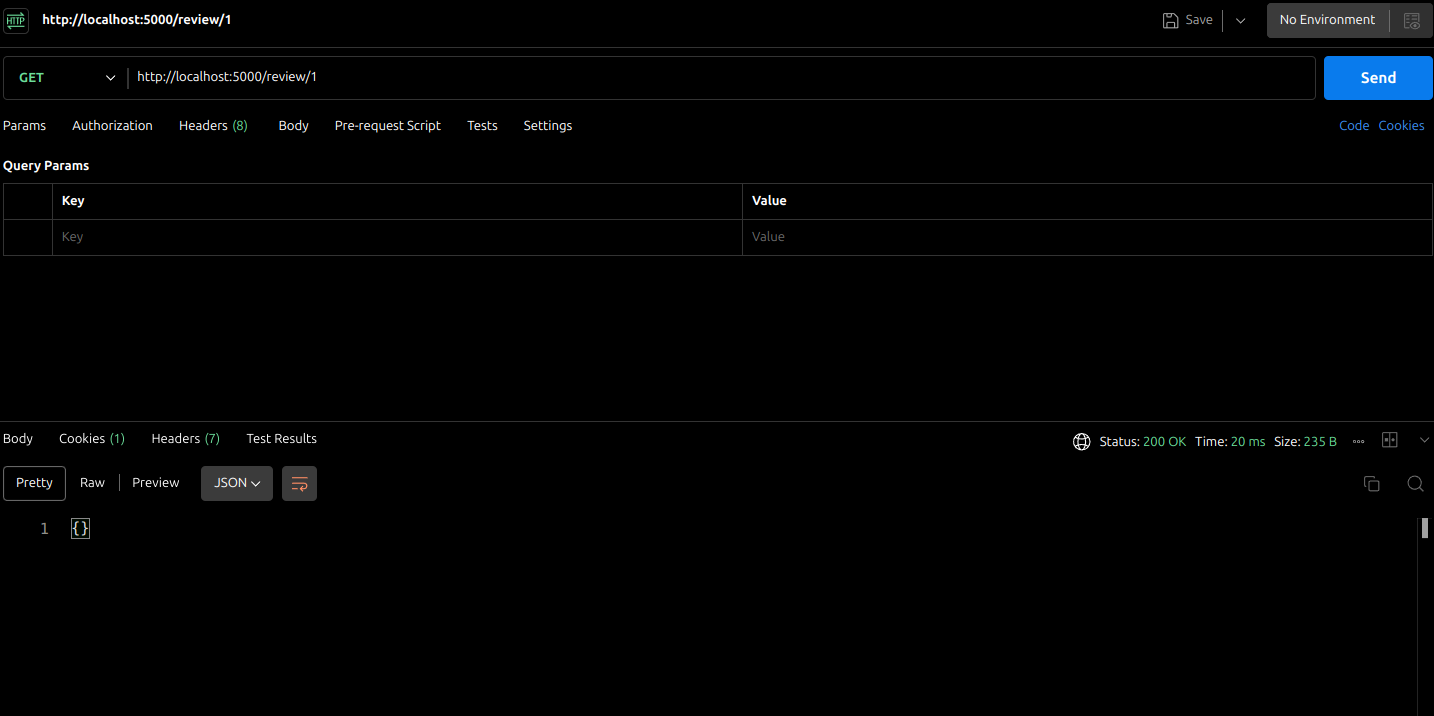 HTTP http://localhost:5000/review/1 Save No Environment
GET http://localhost:5000/review/1 Send
Params Authorization Headers (8) Body Pre-request Script Tests Settings Code Cookies
Query Params
Key Value
Key Value
Body Cookies (1) Headers (7) Test Results Status: 200 OK Time: 20 ms Size: 235 B
Pretty Raw Preview JSON
1 {}